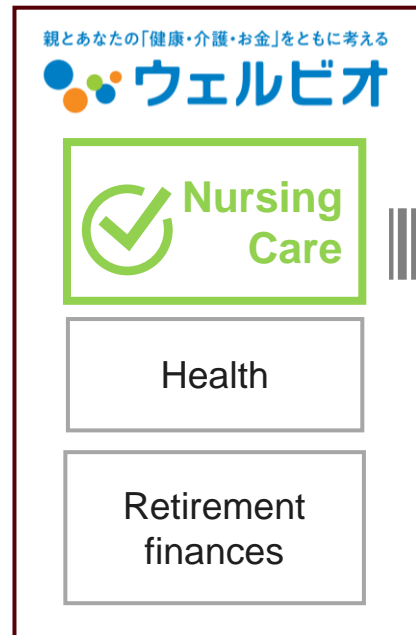 親とあなたの「健康・介護・お金」をともに考える
ウェルビオ
Nursing
Care
Health
Retirement
finances